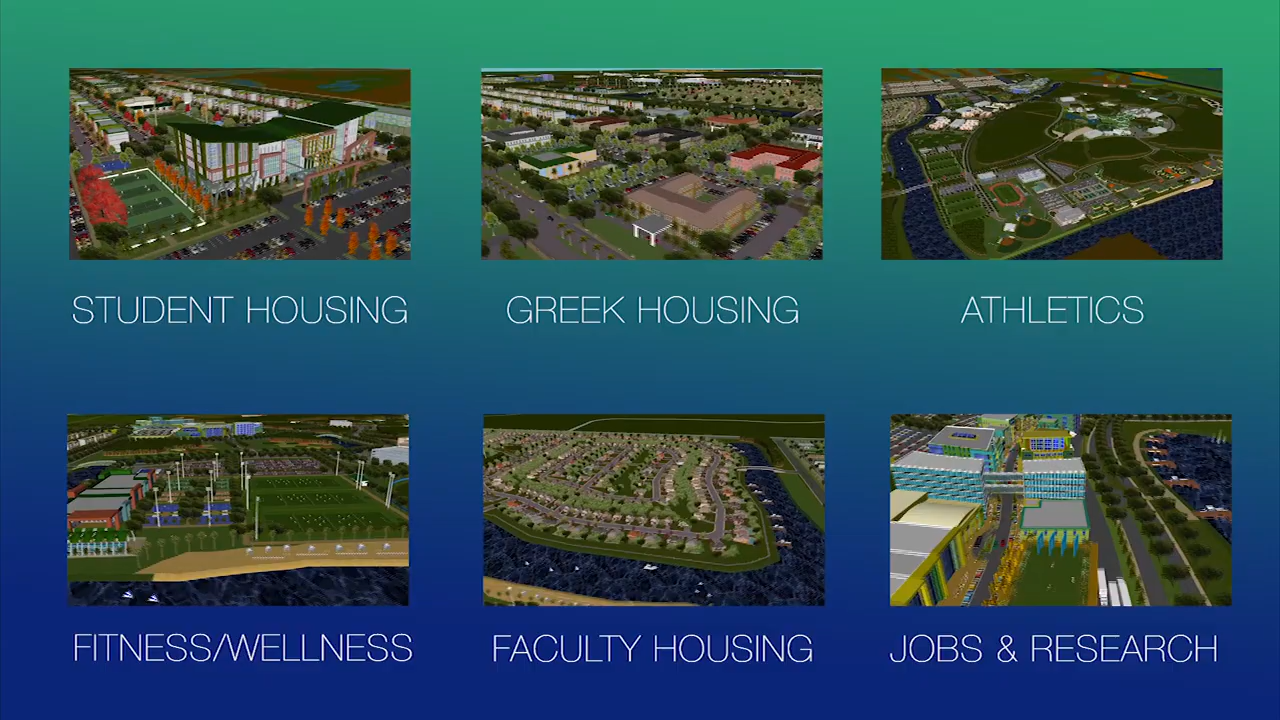 STUDENT HOUSING
GREEK HOUSING
ATHLETICS
FITNESS/WELLNESS
FACULTY HOUSING
JOBS & RESEARCH